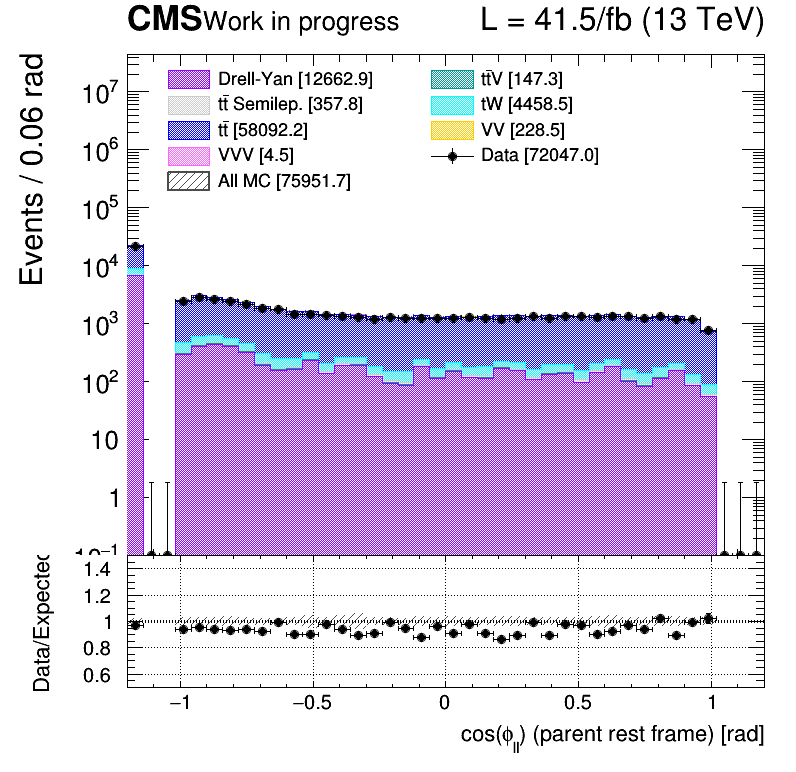 CMS Work in progress L = 41.5/fb (13 TeV)
Events / 0.06 rad
Drell-Yan [12662.9]
tt̄V [147.3]
tt̄ Semilep. [357.8]
tW [4458.5]
tt̄ [58092.2]
VV [228.5]
VVV [4.5]
Data [72047.0]
All MC [75951.7]
10⁷
10⁶
10⁵
10⁴
10³
10²
10
1
10⁻¹
Data/Expected
1.4
1.2
1
0.8
0.6
−1 −0.5 0 0.5 1
cos(ϕ_ll) (parent rest frame) [rad]